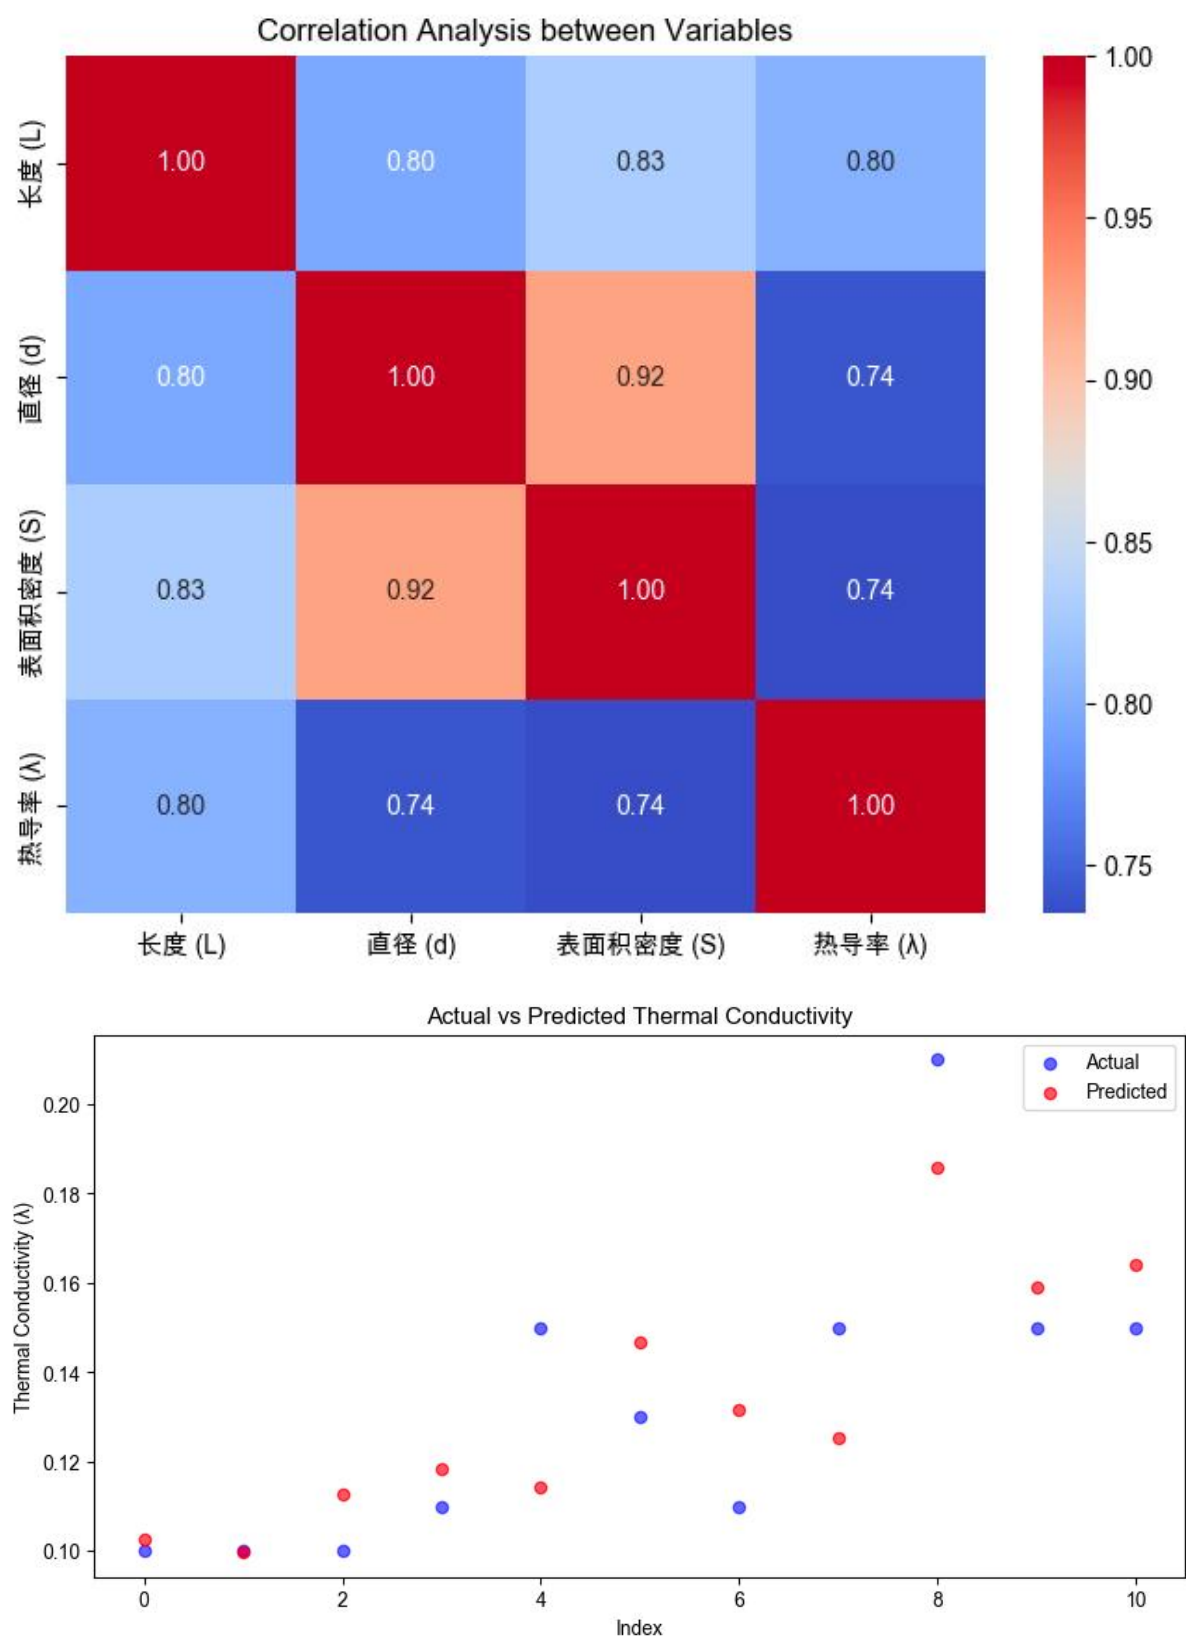 Correlation Analysis between Variables
长度 (L)
1.00 0.80 0.83 0.80
直径 (d)
0.80 1.00 0.92 0.74
表面积密度 (S)
0.83 0.92 1.00 0.74
热导率 (λ)
0.80 0.74 0.74 1.00
长度 (L) 直径 (d) 表面积密度 (S) 热导率 (λ)
1.00
0.95
0.90
0.85
0.80
0.75
Actual vs Predicted Thermal Conductivity
Actual
Predicted
Thermal Conductivity (λ)
0.20
0.18
0.16
0.14
0.12
0.10
0 2 4 6 8 10
Index